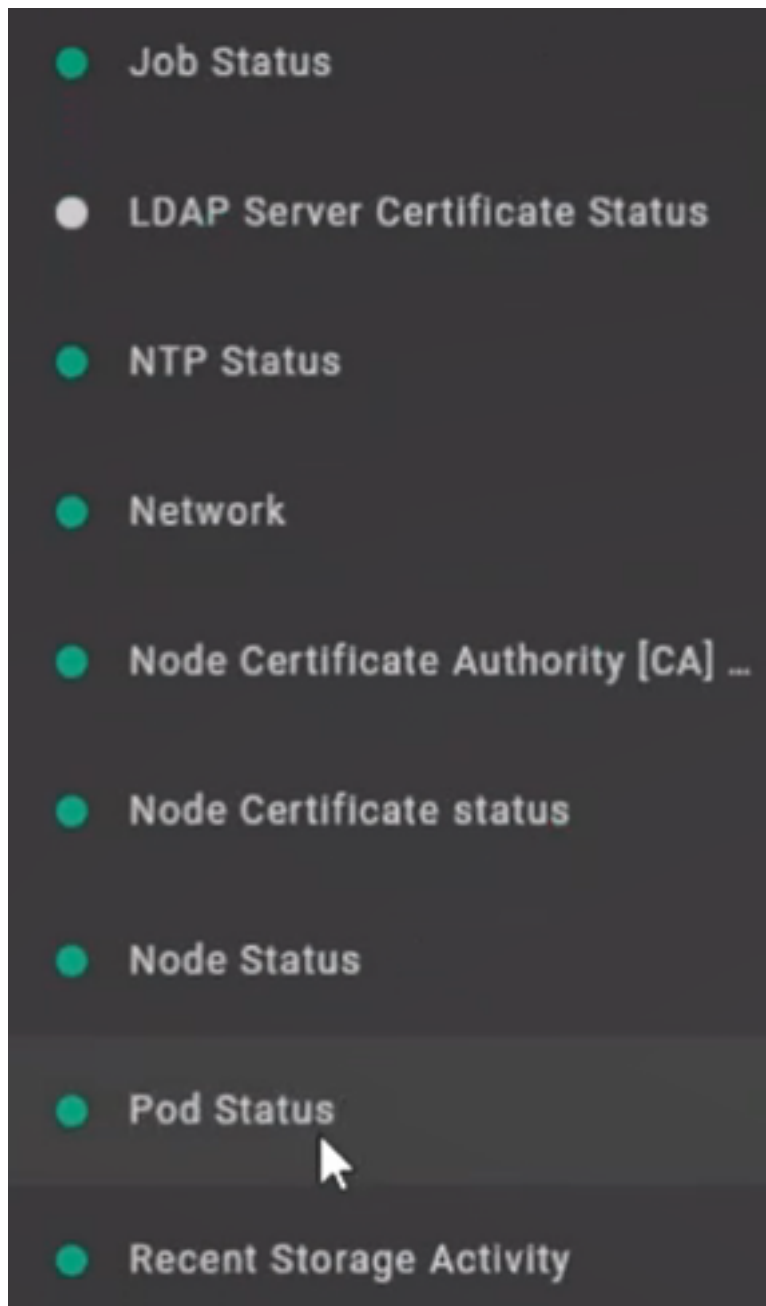 Job Status
LDAP Server Certificate Status
NTP Status
Network
Node Certificate Authority [CA] ...
Node Certificate status
Node Status
Pod Status
Recent Storage Activity